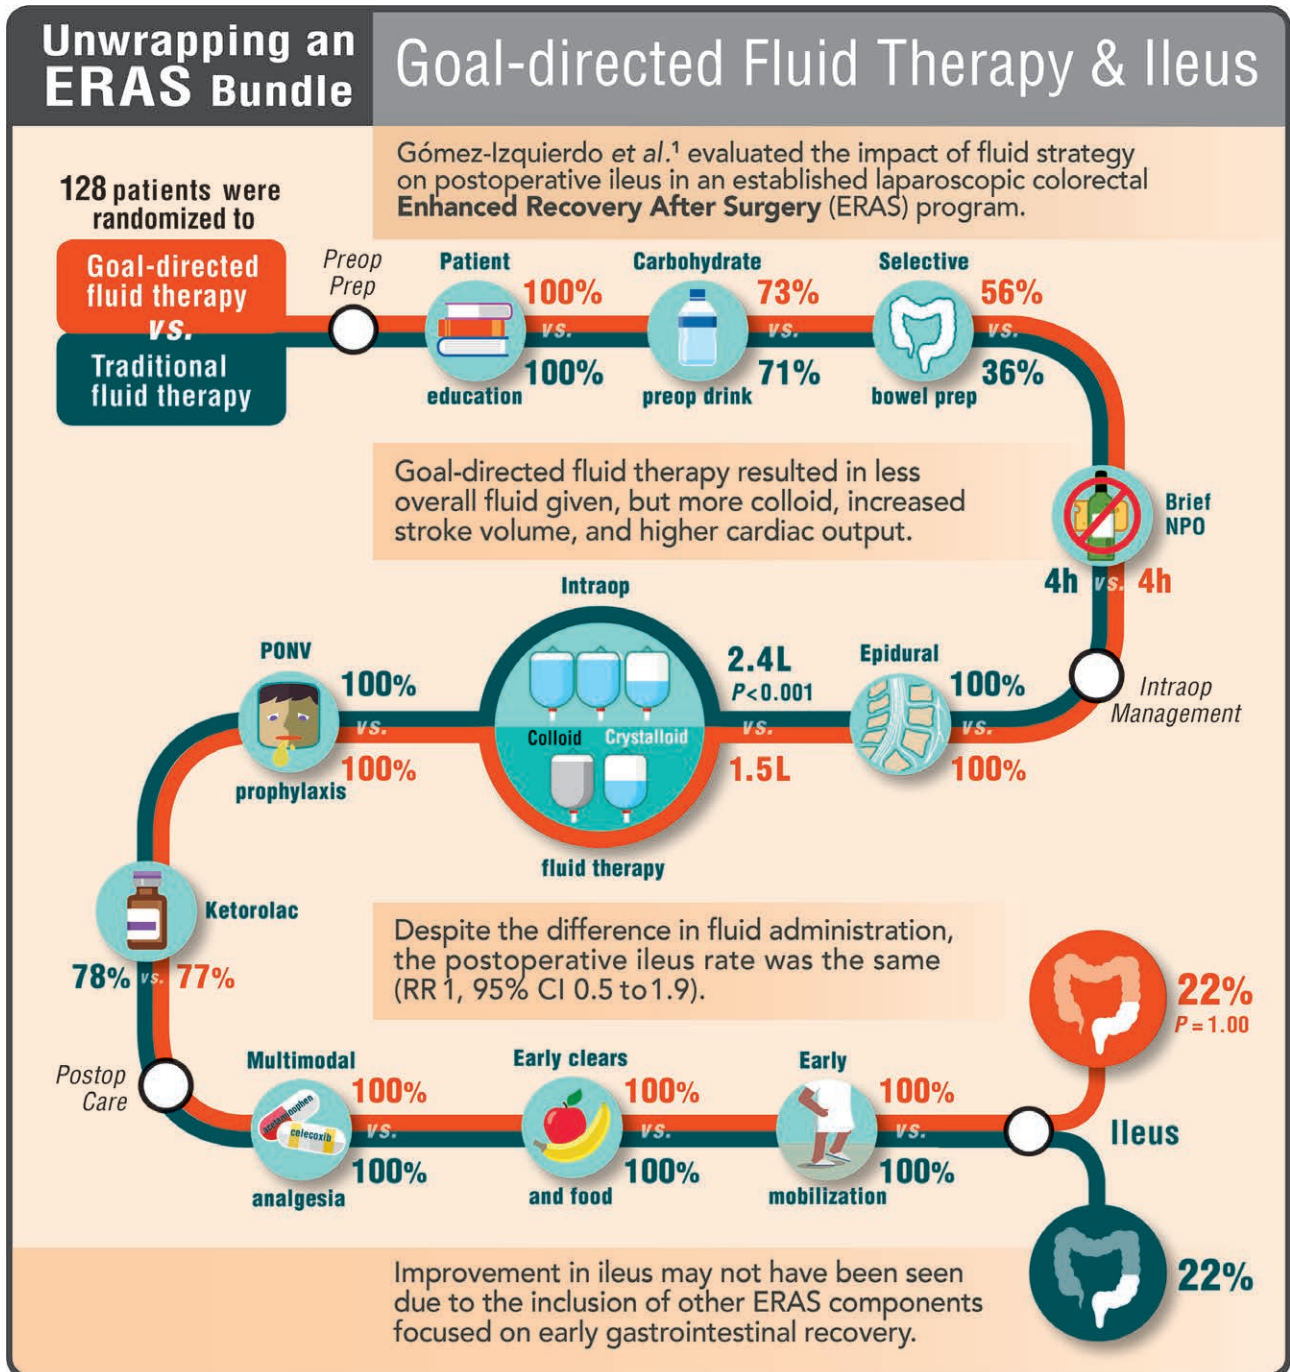 Unwrapping an
ERAS Bundle
Goal-directed Fluid Therapy & Ileus
Gómez-Izquierdo et al.¹ evaluated the impact of fluid strategy
on postoperative ileus in an established laparoscopic colorectal
Enhanced Recovery After Surgery (ERAS) program.
128 patients were
randomized to
Goal-directed
fluid therapy
vs.
Traditional
fluid therapy
Preop
Prep
Patient
education
100%
vs.
100%
Carbohydrate
preop drink
73%
vs.
71%
Selective
bowel prep
56%
vs.
36%
Goal-directed fluid therapy resulted in less
overall fluid given, but more colloid, increased
stroke volume, and higher cardiac output.
Brief
NPO
4h vs. 4h
Intraop
Management
Epidural
100%
vs.
100%
Intraop
Colloid Crystalloid
fluid therapy
2.4L
P<0.001
vs.
1.5L
PONV
prophylaxis
100%
vs.
100%
Ketorolac
78% vs. 77%
Despite the difference in fluid administration,
the postoperative ileus rate was the same
(RR 1, 95% CI 0.5 to 1.9).
Postop
Care
Multimodal
acetaminophen
celecoxib
analgesia
100%
vs.
100%
Early clears
and food
100%
vs.
100%
Early
mobilization
100%
vs.
100%
Ileus
22%
P = 1.00
22%
Improvement in ileus may not have been seen
due to the inclusion of other ERAS components
focused on early gastrointestinal recovery.